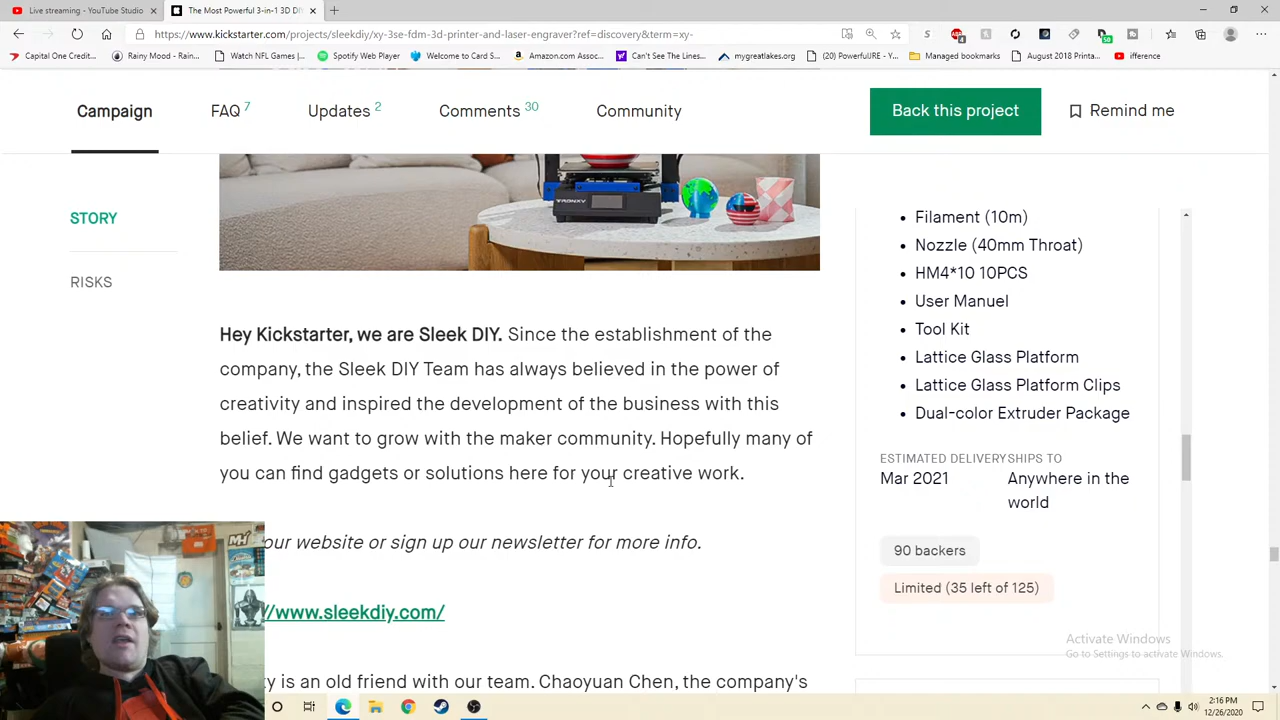 Live streaming - YouTube Studio
The Most Powerful 3-in-1 3D DI
https://www.kickstarter.com/projects/sleekdiy/xy-3se-fdm-3d-printer-and-laser-engraver?ref=discovery&term=xy-
Capital One Credit...
Rainy Mood • Rain...
Watch NFL Games |...
Spotify Web Player
Welcome to Card S...
Amazon.com Assoc...
Can't See The Lines...
mygreatlakes.org
(20) PowerfulRE - Y...
Managed bookmarks
August 2018 Printa...
ifference
Campaign
FAQ 7
Updates 2
Comments 30
Community
Back this project
Remind me
STORY
RISKS
TRONXY
Hey Kickstarter, we are Sleek DIY. Since the establishment of the
company, the Sleek DIY Team has always believed in the power of
creativity and inspired the development of the business with this
belief. We want to grow with the maker community. Hopefully many of
you can find gadgets or solutions here for your creative work.
our website or sign up our newsletter for more info.
//www.sleekdiy.com/
y is an old friend with our team. Chaoyuan Chen, the company's
Filament (10m)
Nozzle (40mm Throat)
HM4*10 10PCS
User Manuel
Tool Kit
Lattice Glass Platform
Lattice Glass Platform Clips
Dual-color Extruder Package
ESTIMATED DELIVERY
Mar 2021
SHIPS TO
Anywhere in the
world
90 backers
Limited (35 left of 125)
Activate Windows
Go to Settings to activate Windows.
MH
2:16 PM
12/26/2020